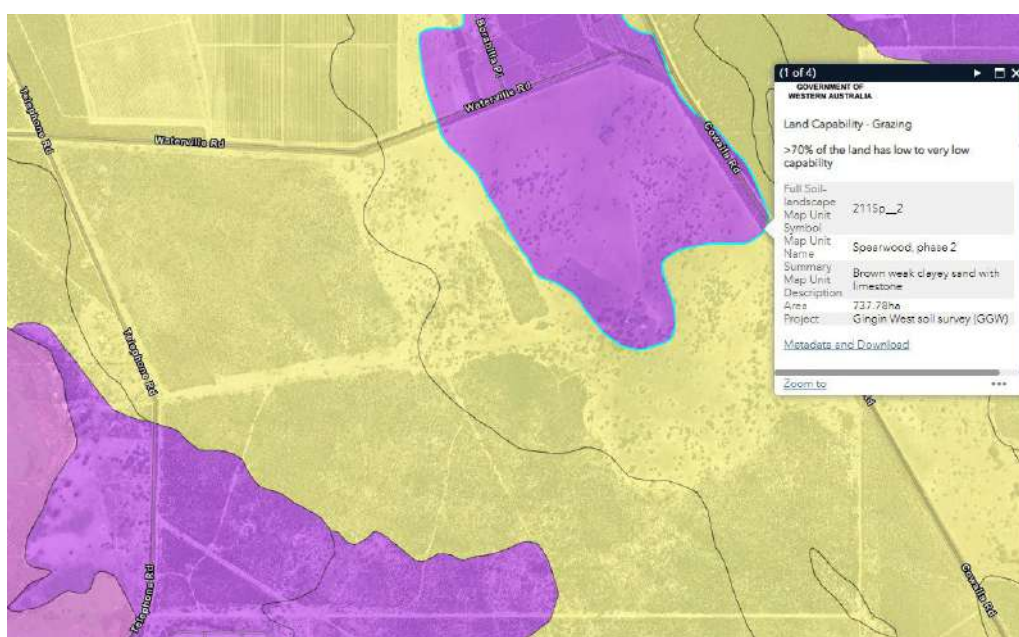 Borabilla Pl
Waterville Rd
Telephone Rd
Waterville Rd
Cowalla Rd
(1 of 4)
GOVERNMENT OF
WESTERN AUSTRALIA
Land Capability - Grazing
>70% of the land has low to very low
capability
Full Soil-
landscape
Map Unit 211Sp__2
Symbol
Map Unit Spearwood, phase 2
Name
Summary
Map Unit Brown weak clayey sand with
Description limestone
Area 737.78ha
Project Gingin West soil survey (GGW)
Metadata and Download
Zoom to
Telephone Rd
Rd
Telephone Rd
Cowalla Rd